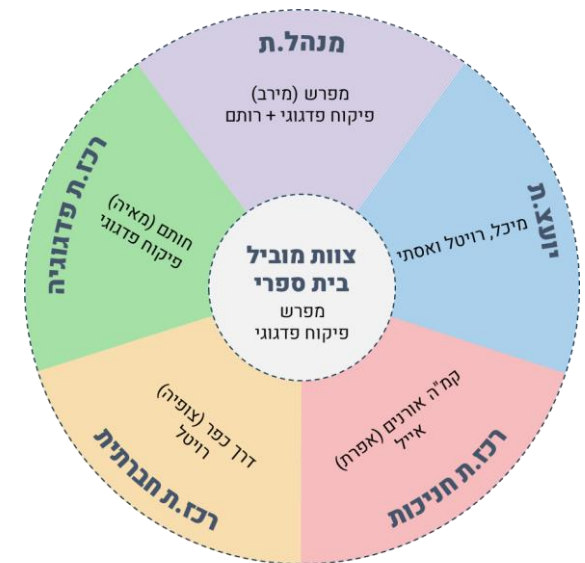 מנהל.ת
מפרש (מירב)
פיקוח פדגוגי + רותם
יועצ.ת
מיכל, רויטל ואסתי
רכז.ת חניכות
קמ"ה אורנים (אפרת)
אייל
רכז.ת חברתית
דרך כפר (צופיה)
רויטל
רכז.ת פדגוגיה
חותם (מאיה)
פיקוח פדגוגי
צוות מוביל
בית ספרי
מפרש
פיקוח פדגוגי